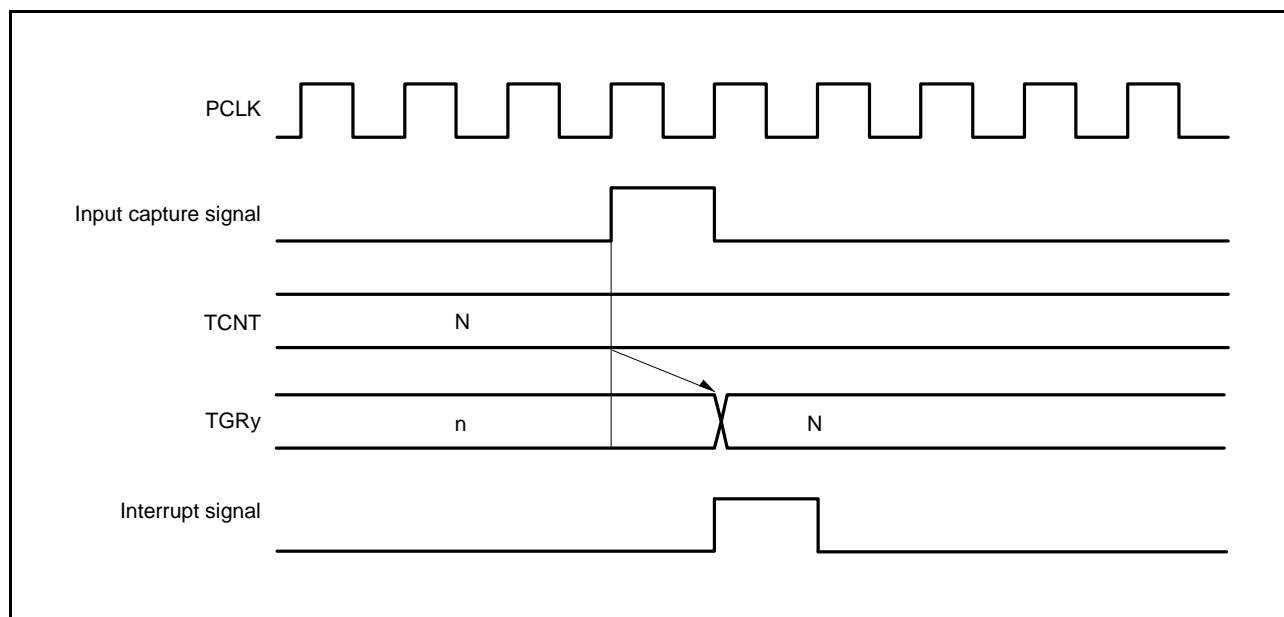 PCLK
Input capture signal
TCNT
N
TGRy
n
N
Interrupt signal